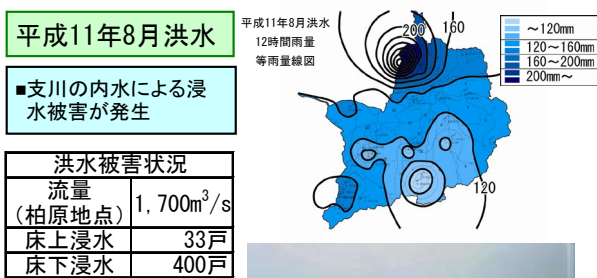 平成11年8月洪水
■支川の内水による浸
水被害が発生
洪水被害状況
流量
(柏原地点)
1,700m³/s
床上浸水
33戸
床下浸水
400戸
平成11年8月洪水
12時間雨量
等雨量線図
200
160
120
～120mm
120～160mm
160～200mm
200mm～